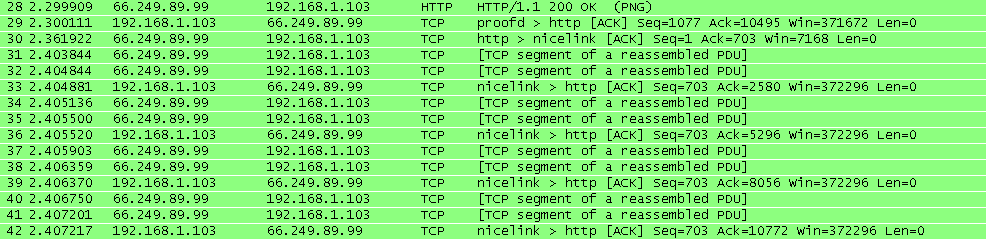 28 2.299909 66.249.89.99 192.168.1.103 HTTP HTTP/1.1 200 OK (PNG)
29 2.300111 192.168.1.103 66.249.89.99 TCP proofd > http [ACK] Seq=1077 Ack=10495 Win=371672 Len=0
30 2.361922 66.249.89.99 192.168.1.103 TCP http > nicelink [ACK] Seq=1 Ack=703 Win=7168 Len=0
31 2.403844 66.249.89.99 192.168.1.103 TCP [TCP segment of a reassembled PDU]
32 2.404844 66.249.89.99 192.168.1.103 TCP [TCP segment of a reassembled PDU]
33 2.404881 192.168.1.103 66.249.89.99 TCP nicelink > http [ACK] Seq=703 Ack=2580 Win=372296 Len=0
34 2.405136 66.249.89.99 192.168.1.103 TCP [TCP segment of a reassembled PDU]
35 2.405500 66.249.89.99 192.168.1.103 TCP [TCP segment of a reassembled PDU]
36 2.405520 192.168.1.103 66.249.89.99 TCP nicelink > http [ACK] Seq=703 Ack=5296 Win=372296 Len=0
37 2.405903 66.249.89.99 192.168.1.103 TCP [TCP segment of a reassembled PDU]
38 2.406359 66.249.89.99 192.168.1.103 TCP [TCP segment of a reassembled PDU]
39 2.406370 192.168.1.103 66.249.89.99 TCP nicelink > http [ACK] Seq=703 Ack=8056 Win=372296 Len=0
40 2.406750 66.249.89.99 192.168.1.103 TCP [TCP segment of a reassembled PDU]
41 2.407201 66.249.89.99 192.168.1.103 TCP [TCP segment of a reassembled PDU]
42 2.407217 192.168.1.103 66.249.89.99 TCP nicelink > http [ACK] Seq=703 Ack=10772 Win=372296 Len=0